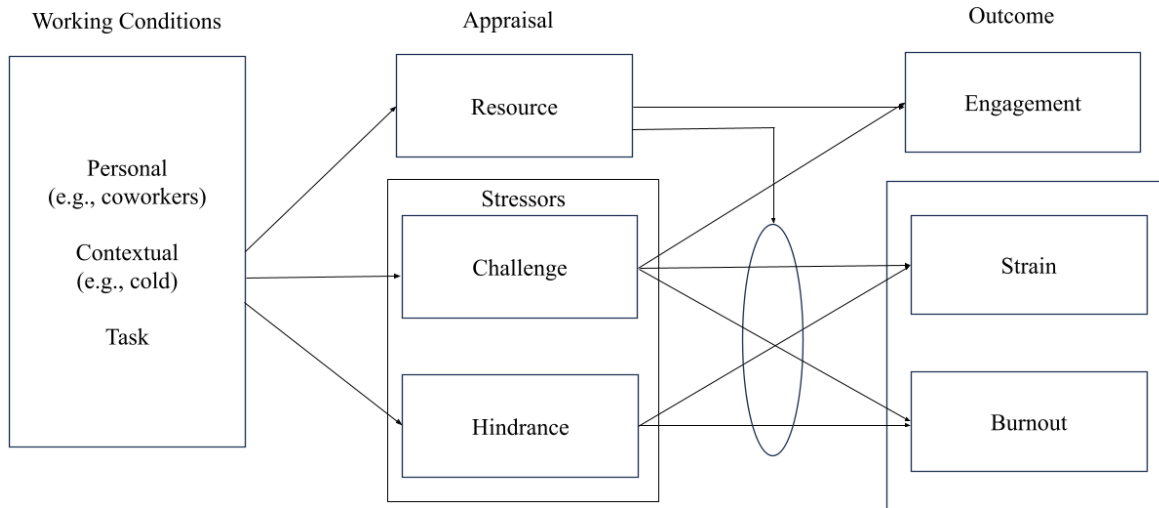 Working Conditions
Appraisal
Outcome
Personal
(e.g., coworkers)
Contextual
(e.g., cold)
Task
Resource
Stressors
Challenge
Hindrance
Engagement
Strain
Burnout